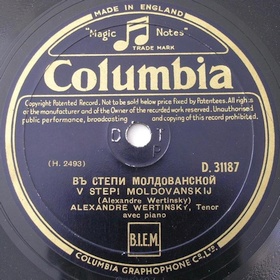 MADE IN ENGLAND
"Magic Notes"
TRADE MARK
Columbia
Copyright Patented Record. Not to be sold below price fixed by Patentees. All rights
of the manufacturer and of the Owner of the recorded work reserved. Unauthorised
public performance, broadcasting and copying of this record prohibited.
(H. 2493)
D. 31187
ВЪ СТЕПИ МОЛДОВАНСКОЙ
V STEPI MOLDOVANSKIJ
(Alexandre Wertinsky)
ALEXANDRE WERTINSKY, Tenor
avec piano
B.I.E.M.
COLUMBIA GRAPHOPHONE CO. LTD.